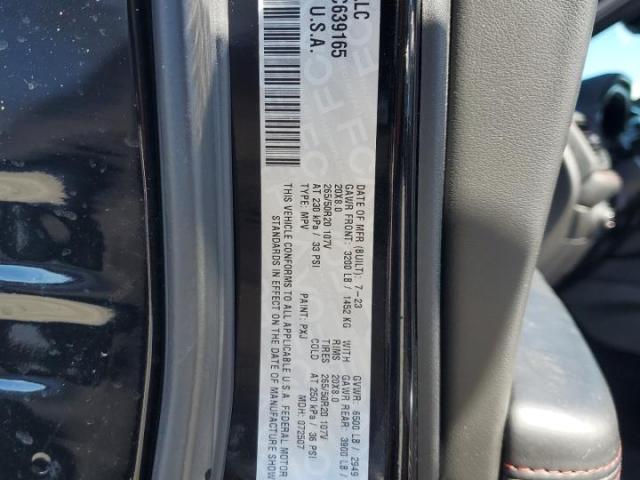 LLC
C639165
U.S.A.
DATE OF MFR (BUILT): 7-23 GVWR: 6500 LB / 2949
GAWR FRONT: 3200 LB / 1452 KG GAWR REAR: 3900 LB /
20X8.0 WITH RIMS 20X8.0
265/50R20 107V TIRES 265/50R20 107V
AT 230 kPa / 33 PSI COLD AT 250 kPa / 36 PSI
TYPE: MPV PAINT: PXJ MDH: 072507
THIS VEHICLE CONFORMS TO ALL APPLICABLE U.S.A. FEDERAL MOTOR
STANDARDS IN EFFECT ON THE DATE OF MANUFACTURE SHOW